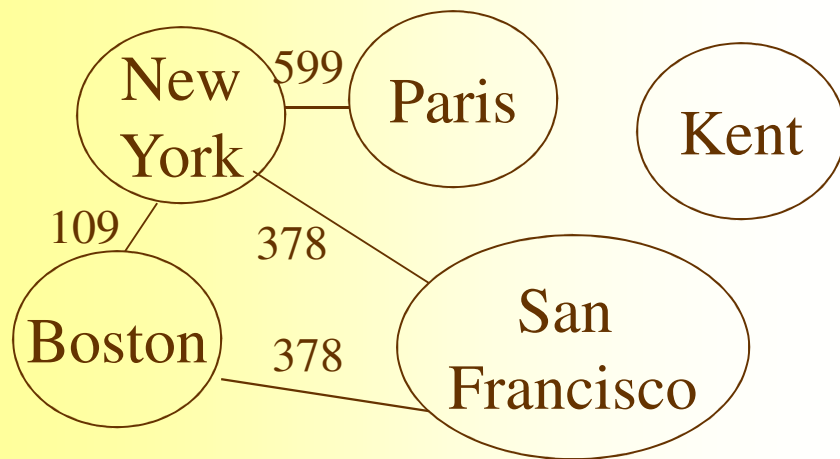 New
York
599
Paris
Kent
109
378
Boston
378
San
Francisco